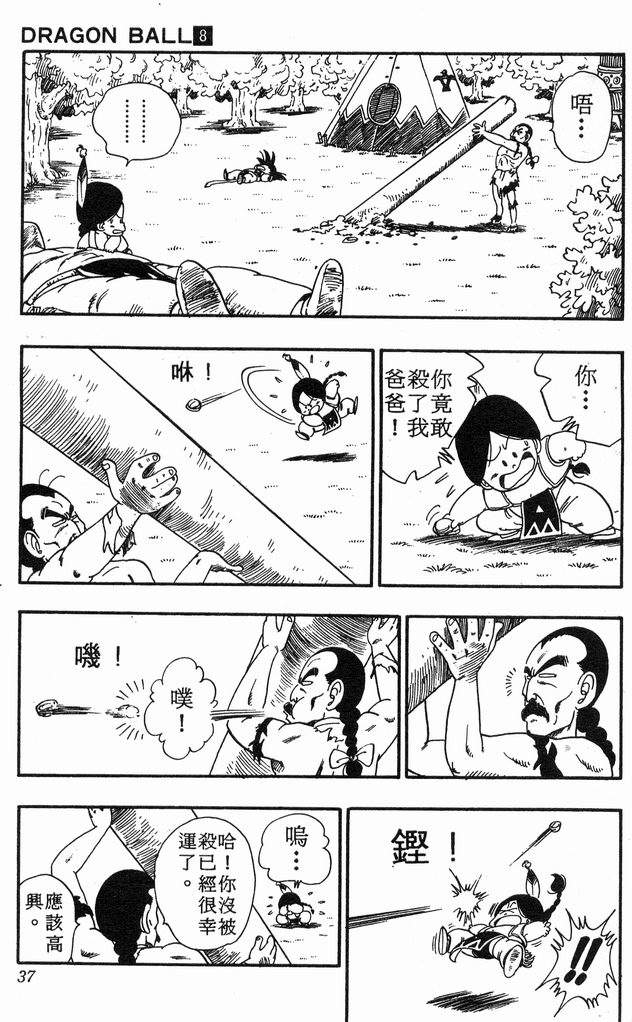 DRAGON BALL 8
唔…
………
………
你…
你竟敢
殺了我
爸爸！
咻！
噗！
嘰！
鏗！
!!
嗚…
哈！你沒被
殺已經很幸
運了。
應該高
興。
37